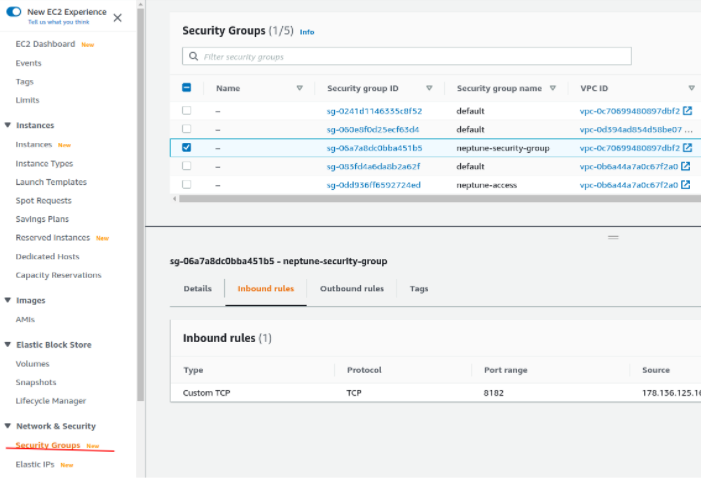 New EC2 Experience
Tell us what you think
EC2 Dashboard New
Events
Tags
Limits
Instances
Instances New
Instance Types
Launch Templates
Spot Requests
Savings Plans
Reserved Instances New
Dedicated Hosts
Capacity Reservations
Images
AMIs
Elastic Block Store
Volumes
Snapshots
Lifecycle Manager
Network & Security
Security Groups New
Elastic IPs New
Security Groups (1/5) Info
Filter security groups
Name Security group ID Security group name VPC ID
– sg-0241d1146335c8f52 default vpc-0c70699480897dbf2
– sg-060e8f0d25ecf63d4 default vpc-0d394ad854d58be07 ...
– sg-06a7a8dc0bba451b5 neptune-security-group vpc-0c70699480897dbf2
– sg-083fd4a6da8b2a62f default vpc-0b6a44a7a0c67f2a0
– sg-0dd936ff6592724ed neptune-access vpc-0b6a44a7a0c67f2a0
sg-06a7a8dc0bba451b5 - neptune-security-group
Details Inbound rules Outbound rules Tags
Inbound rules (1)
Type Protocol Port range Source
Custom TCP TCP 8182 178.136.125.16